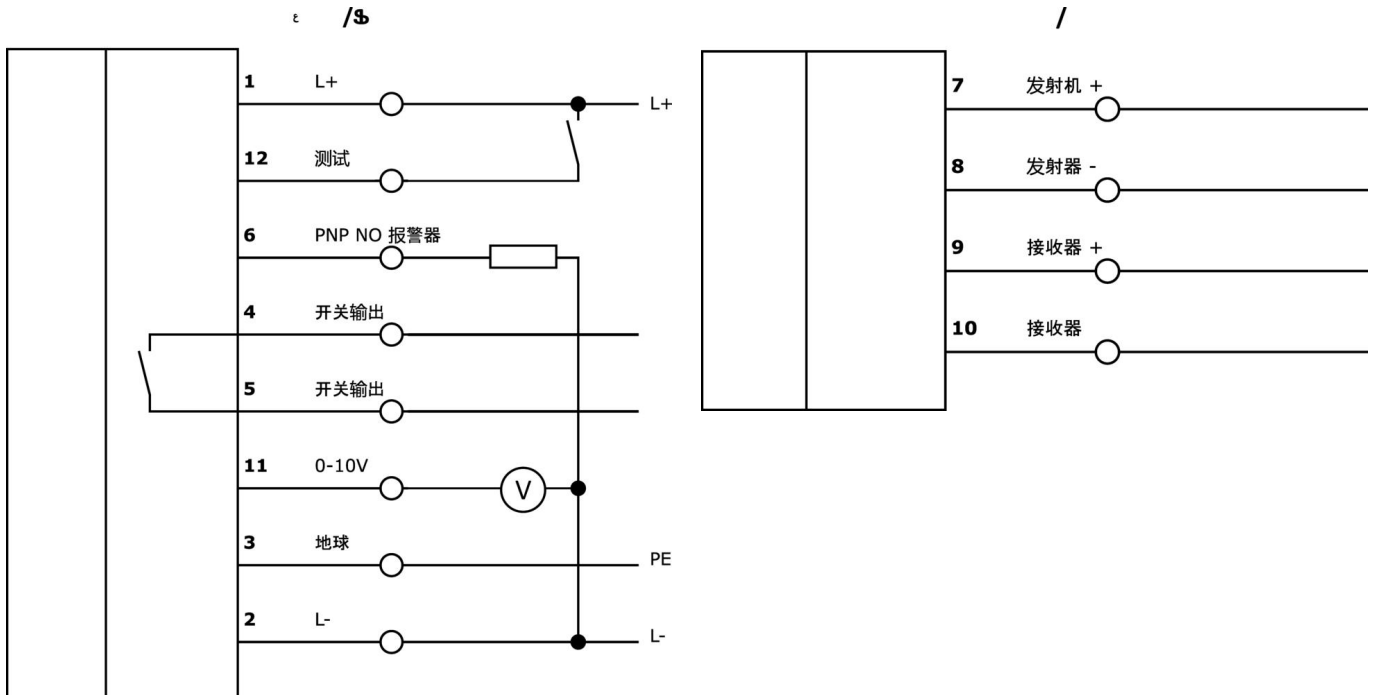 1 L+
L+
12 测试
6 PNP NO 报警器
4 开关输出
5 开关输出
11 0-10V
V
3 地球
PE
2 L-
L-
/
7 发射机 +
8 发射器 -
9 接收器 +
10 接收器